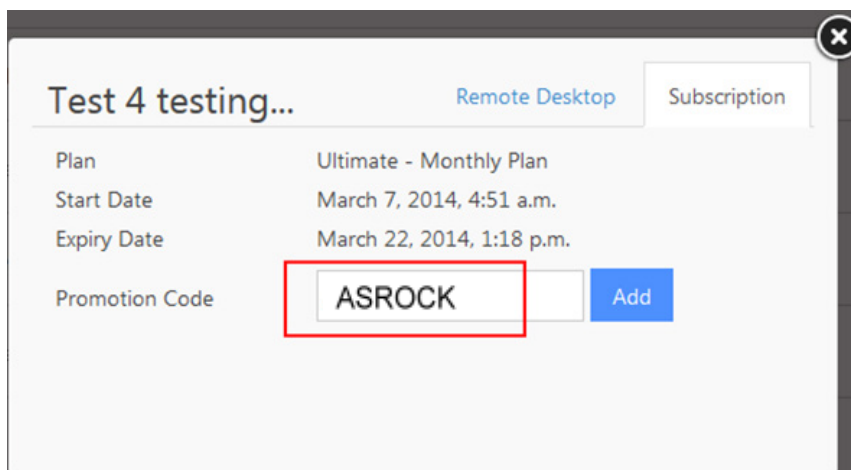 Test 4 testing...
Remote Desktop
Subscription
Plan
Ultimate - Monthly Plan
Start Date
March 7, 2014, 4:51 a.m.
Expiry Date
March 22, 2014, 1:18 p.m.
Promotion Code
ASROCK
Add